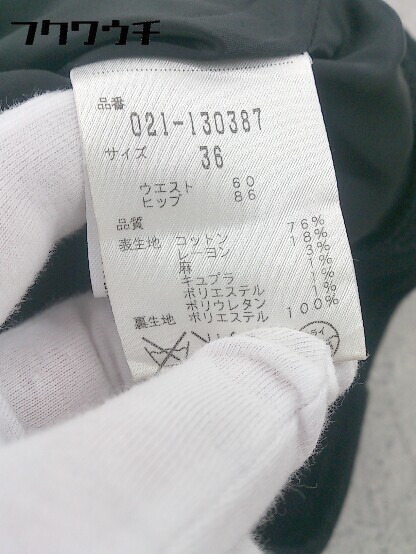 フクワウチ
品番
021-130387
サイズ 36
ウエスト 60
ヒップ 86
品質
表生地 コットン 76%
レーヨン 18%
麻 3%
キュプラ 1%
ポリエステル 1%
ポリウレタン 1%
裏生地 ポリエステル 100%
ドライ